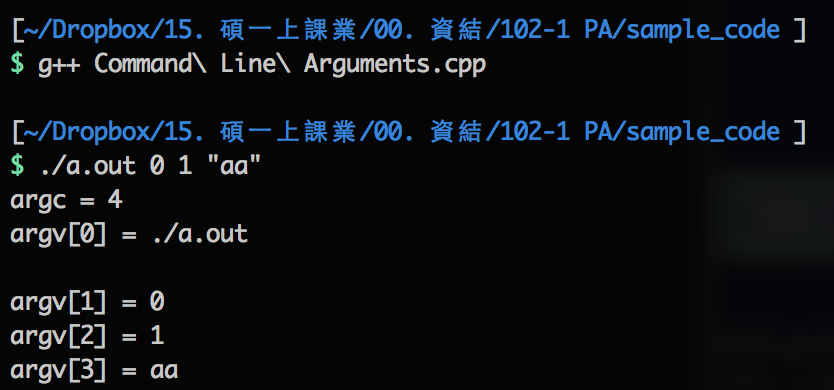 [~/Dropbox/15. 碩一上課業/00. 資結/102-1 PA/sample_code ]
$ g++ Command\ Line\ Arguments.cpp
[~/Dropbox/15. 碩一上課業/00. 資結/102-1 PA/sample_code ]
$ ./a.out 0 1 "aa"
argc = 4
argv[0] = ./a.out
argv[1] = 0
argv[2] = 1
argv[3] = aa